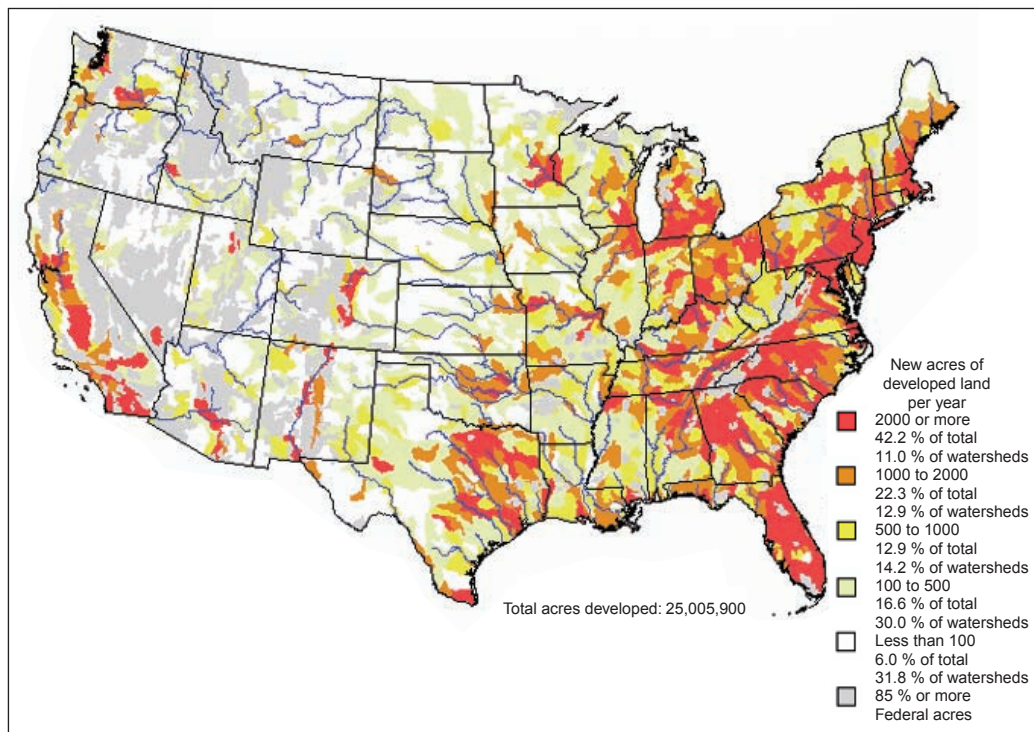 New acres of
developed land
per year
2000 or more
42.2 % of total
11.0 % of watersheds
1000 to 2000
22.3 % of total
12.9 % of watersheds
500 to 1000
12.9 % of total
14.2 % of watersheds
100 to 500
16.6 % of total
30.0 % of watersheds
Less than 100
6.0 % of total
31.8 % of watersheds
85 % or more
Federal acres
Total acres developed: 25,005,900